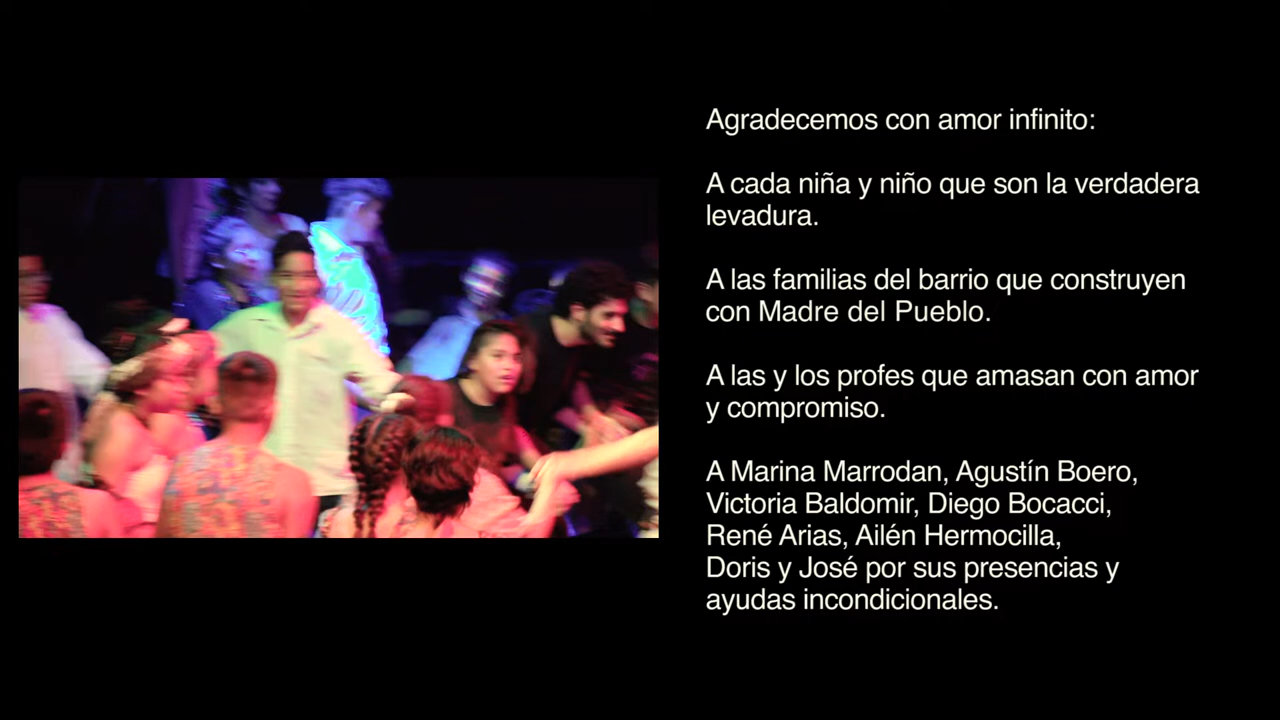 Agradecemos con amor infinito:
A cada niña y niño que son la verdadera
levadura.
A las familias del barrio que construyen
con Madre del Pueblo.
A las y los profes que amasan con amor
y compromiso.
A Marina Marrodan, Agustín Boero,
Victoria Baldomir, Diego Bocacci,
René Arias, Ailén Hermocilla,
Doris y José por sus presencias y
ayudas incondicionales.